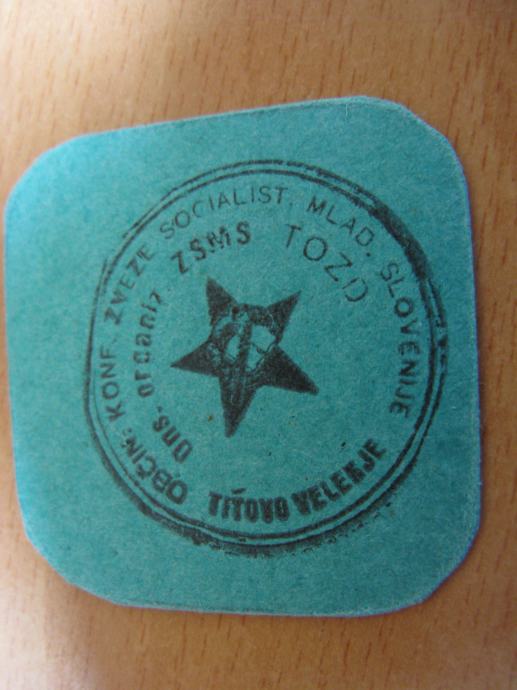 OBČIN. KONF. ZVEZE SOCIALIST. MLAD. SLOVENIJE
Osn. organiz. ZSMS TOZD
TITOVO VELENJE